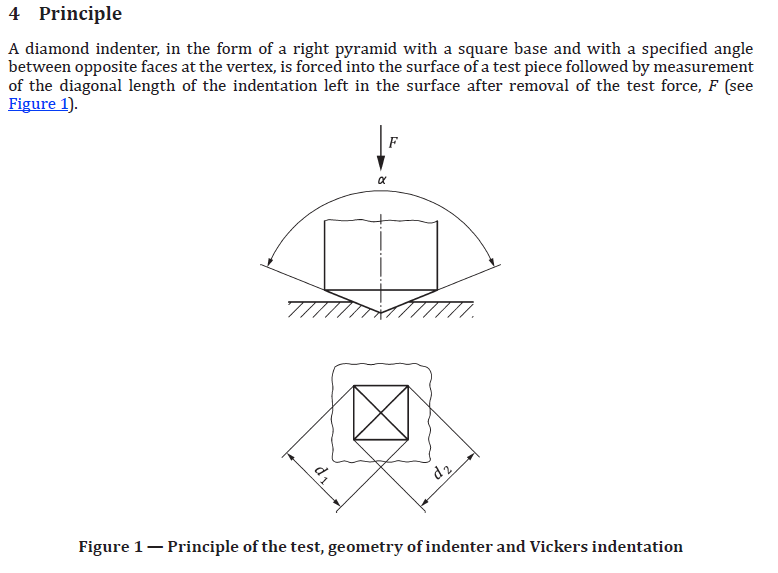 4 Principle
A diamond indenter, in the form of a right pyramid with a square base and with a specified angle
between opposite faces at the vertex, is forced into the surface of a test piece followed by measurement
of the diagonal length of the indentation left in the surface after removal of the test force, F (see
Figure 1).
F
α
d1
d2
Figure 1 — Principle of the test, geometry of indenter and Vickers indentation